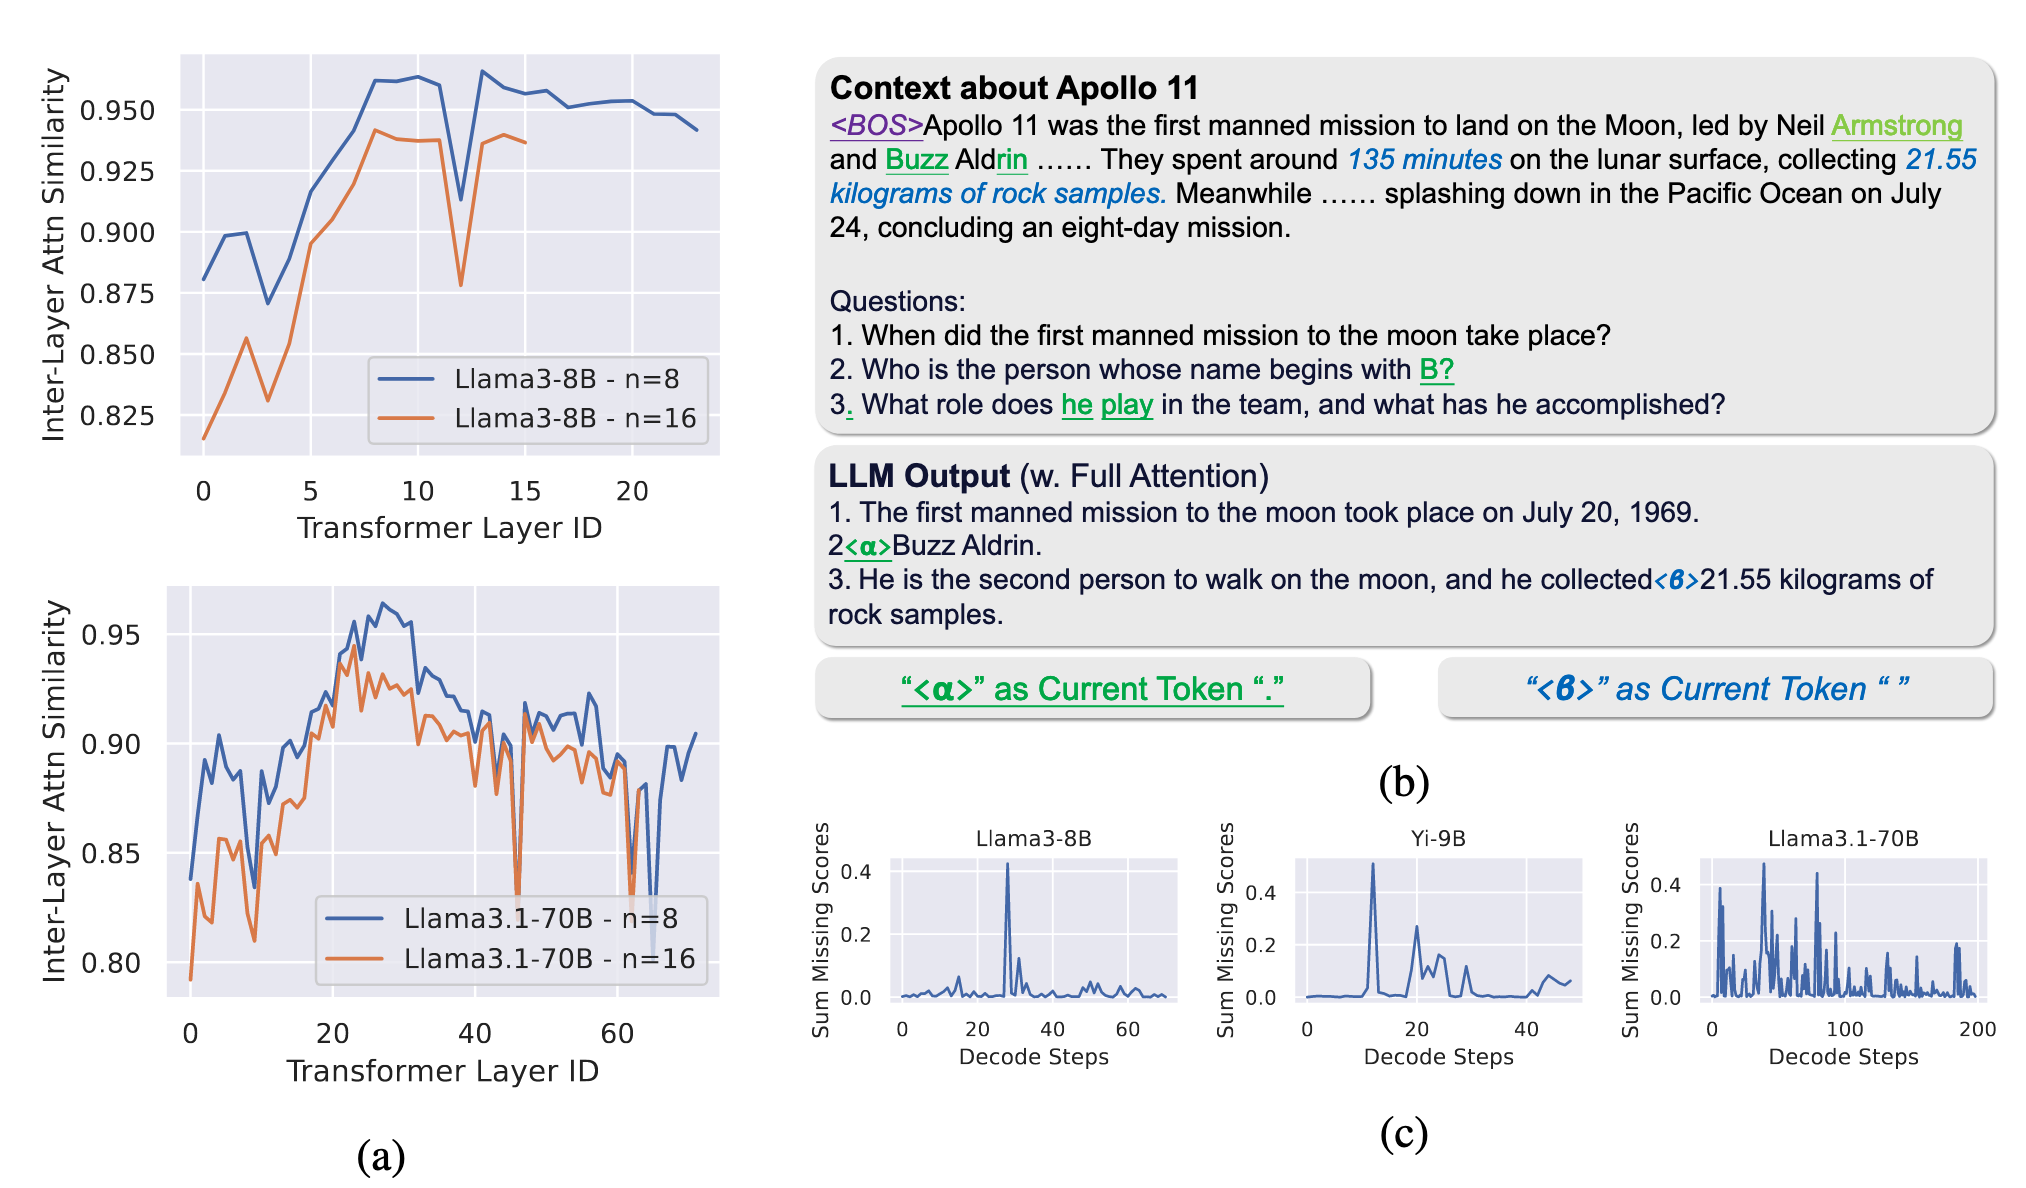 Inter-Layer Attn Similarity
0.950
0.925
0.900
0.875
0.850
0.825
Llama3-8B - n=8
Llama3-8B - n=16
0 5 10 15 20
Transformer Layer ID
Inter-Layer Attn Similarity
0.95
0.90
0.85
0.80
Llama3.1-70B - n=8
Llama3.1-70B - n=16
0 20 40 60
Transformer Layer ID
(a)
Context about Apollo 11
<BOS>Apollo 11 was the first manned mission to land on the Moon, led by Neil Armstrong
and Buzz Aldrin ...... They spent around 135 minutes on the lunar surface, collecting 21.55
kilograms of rock samples. Meanwhile ...... splashing down in the Pacific Ocean on July
24, concluding an eight-day mission.
Questions:
1. When did the first manned mission to the moon take place?
2. Who is the person whose name begins with B?
3. What role does he play in the team, and what has he accomplished?
LLM Output (w. Full Attention)
1. The first manned mission to the moon took place on July 20, 1969.
2<α>Buzz Aldrin.
3. He is the second person to walk on the moon, and he collected<ϐ>21.55 kilograms of
rock samples.
“<α>” as Current Token “.”
“<ϐ>” as Current Token “ ”
(b)
Llama3-8B
Sum Missing Scores
0.4
0.2
0.0
0 20 40 60
Decode Steps
Yi-9B
Sum Missing Scores
0.4
0.2
0.0
0 20 40
Decode Steps
Llama3.1-70B
Sum Missing Scores
0.4
0.2
0.0
0 100 200
Decode Steps
(c)